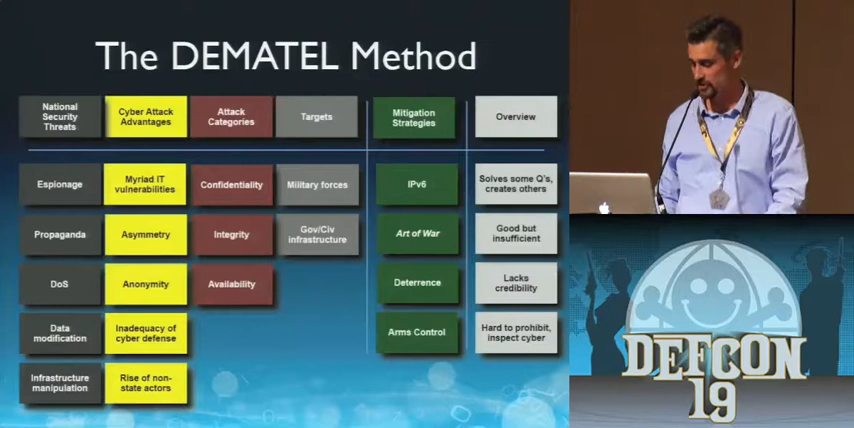 The DEMATEL Method
National
Security
Threats
Cyber Attack
Advantages
Attack
Categories
Targets
Mitigation
Strategies
Overview
Espionage
Myriad IT
vulnerabilities
Confidentiality
Military forces
IPv6
Solves some Q's,
creates others
Propaganda
Asymmetry
Integrity
Gov/Civ
infrastructure
Art of War
Good but
insufficient
DoS
Anonymity
Availability
Deterrence
Lacks
credibility
Data
modification
Inadequacy of
cyber defense
Arms Control
Hard to prohibit,
inspect cyber
Infrastructure
manipulation
Rise of non-
state actors
DEFCON
19